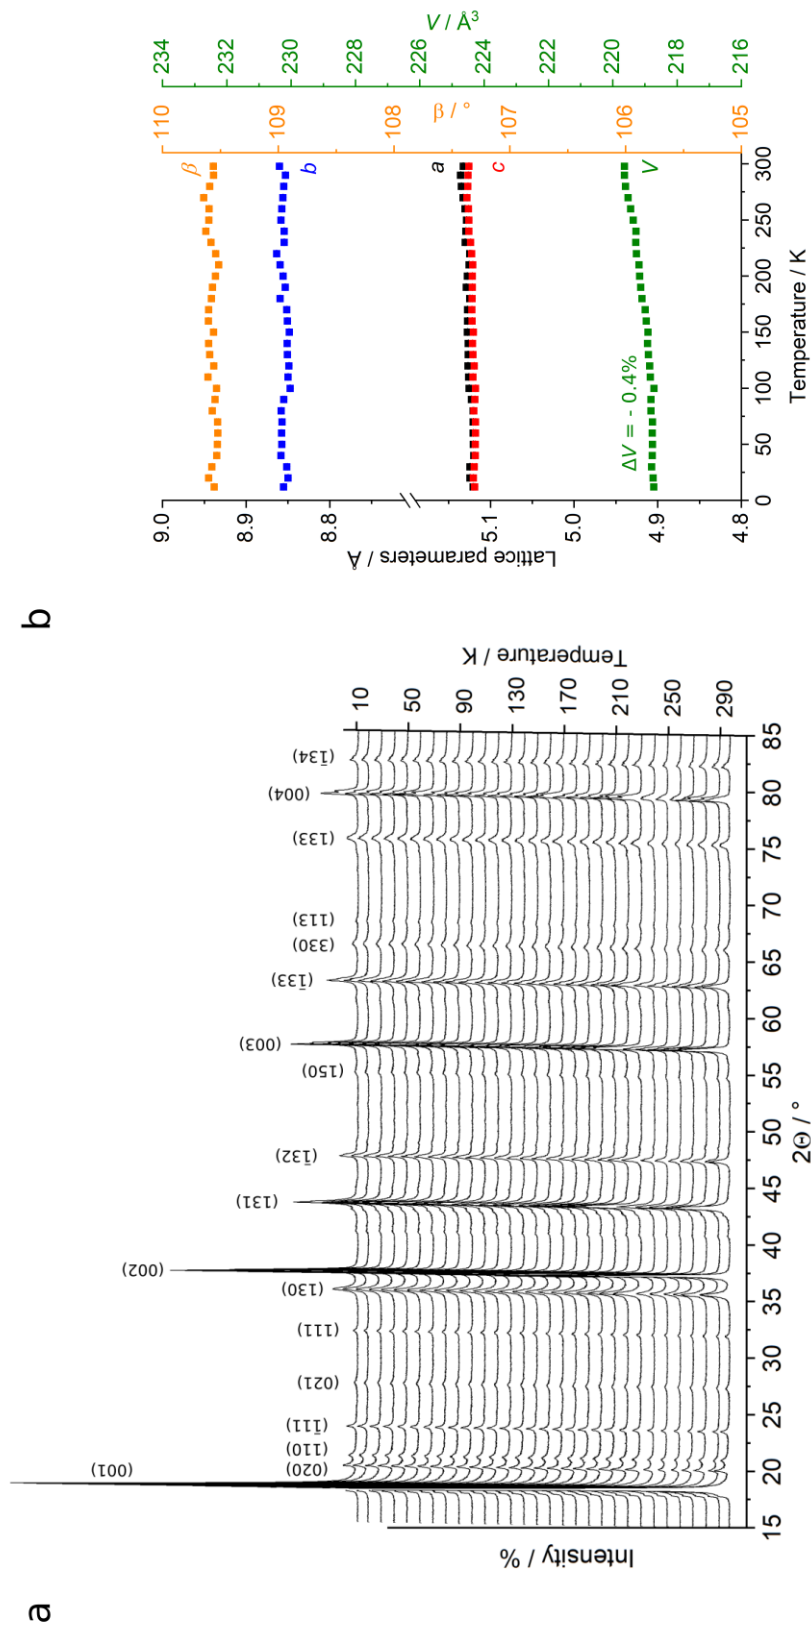 a
(001)
(020)
(110)
(1̄11)
(021)
(111)
(130)
(002)
(131)
(1̄32)
(150)
(003)
(1̄33)
(330)
(113)
(133)
(004)
(1̄34)
Intensity / %
15 20 25 30 35 40 45 50 55 60 65 70 75 80 85
2Θ / °
10
50
90
130
170
210
250
290
Temperature / K
b
9.0
8.9
8.8
5.1
5.0
4.9
4.8
Lattice parameters / Å
0 50 100 150 200 250 300
Temperature / K
β
b
a
c
V
ΔV = - 0.4%
110
109
108
107
106
105
β / °
234
232
230
228
226
224
222
220
218
216
V / Å³